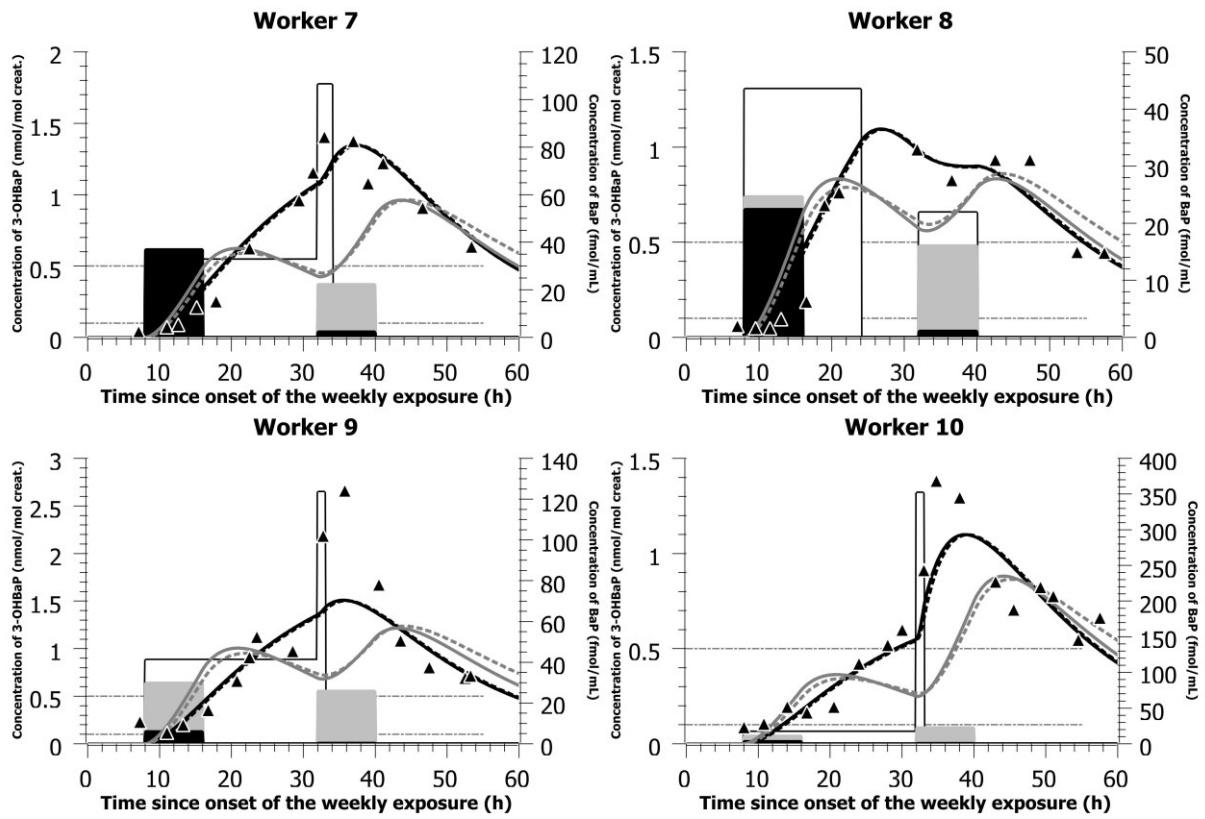 Worker 7
Concentration of 3-OHBaP (nmol/mol creat.)
2
1.5
1
0.5
0
120
100
80
60
40
20
0
Concentration of BaP (fmol/mL)
0 10 20 30 40 50 60
Time since onset of the weekly exposure (h)
Worker 8
Concentration of 3-OHBaP (nmol/mol creat.)
1.5
1
0.5
0
50
40
30
20
10
0
Concentration of BaP (fmol/mL)
0 10 20 30 40 50 60
Time since onset of the weekly exposure (h)
Worker 9
Concentration of 3-OHBaP (nmol/mol creat.)
3
2.5
2
1.5
1
0.5
0
140
120
100
80
60
40
20
0
Concentration of BaP (fmol/mL)
0 10 20 30 40 50 60
Time since onset of the weekly exposure (h)
Worker 10
Concentration of 3-OHBaP (nmol/mol creat.)
1.5
1
0.5
0
400
350
300
250
200
150
100
50
0
Concentration of BaP (fmol/mL)
0 10 20 30 40 50 60
Time since onset of the weekly exposure (h)